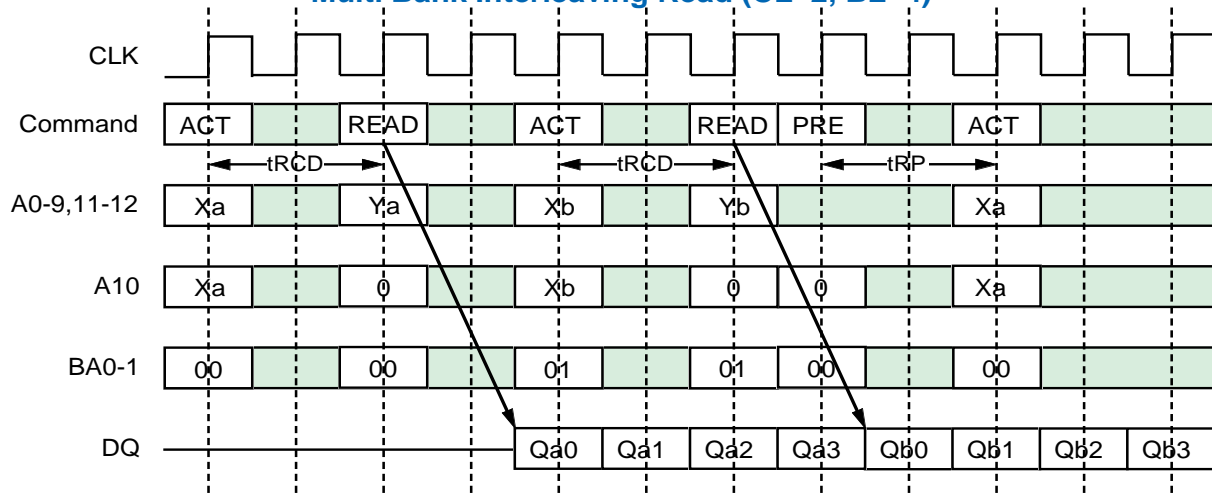 Multi Bank Interleaving Read (CL=2, BL=4)
CLK
Command ACT READ ACT READ PRE ACT
tRCD tRCD tRP
A0-9,11-12 Xa Ya Xb Yb Xa
A10 Xa 0 Xb 0 0 Xa
BA0-1 00 00 01 01 00 00
DQ Qa0 Qa1 Qa2 Qa3 Qb0 Qb1 Qb2 Qb3